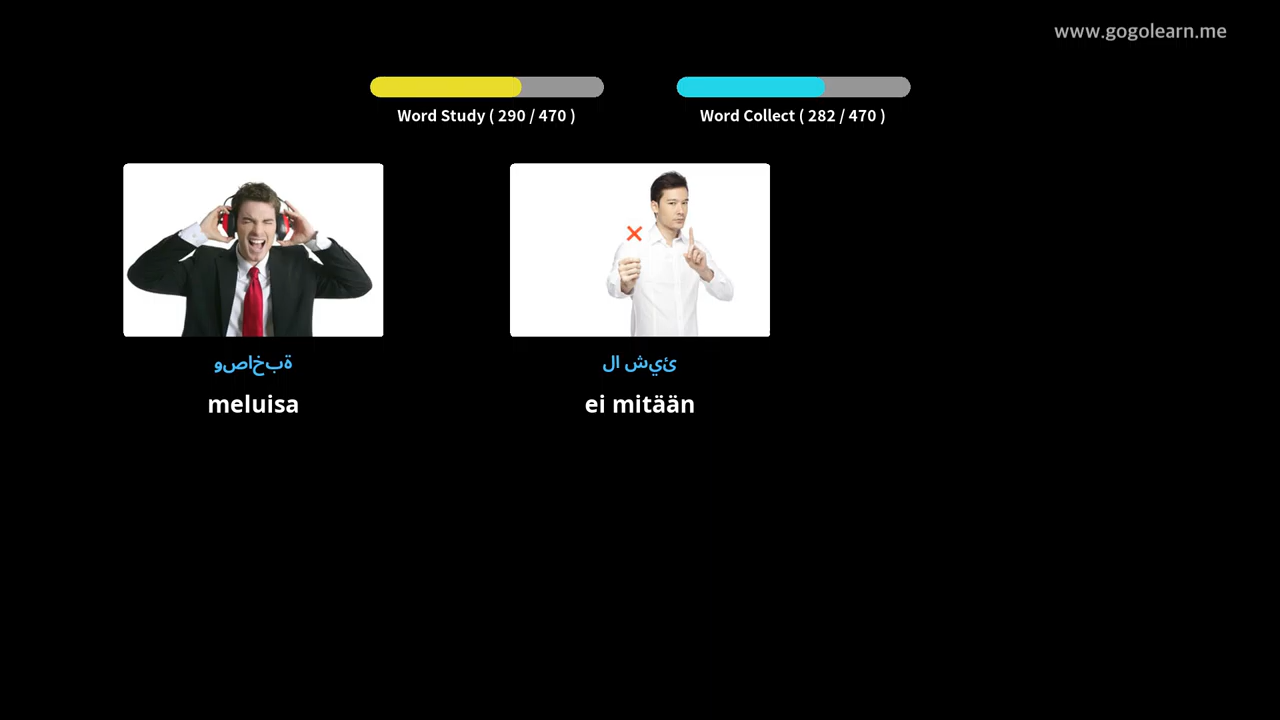 www.gogolearn.me
Word Study ( 290 / 470 )
Word Collect ( 282 / 470 )
ةبخاصو
meluisa
ئيش ال
ei mitään